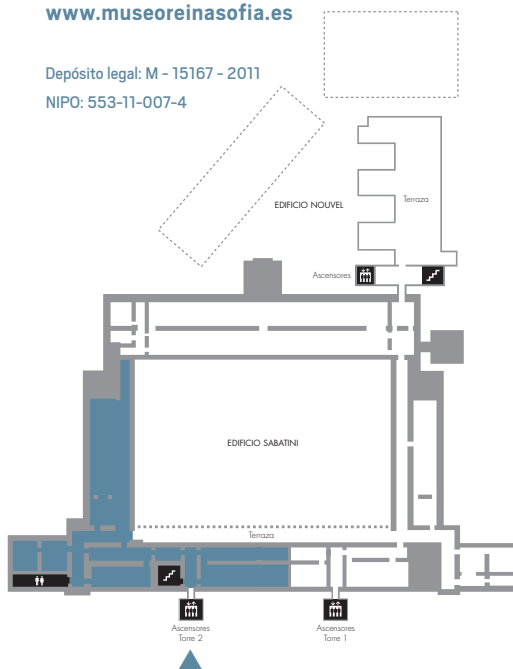 www.museoreinasofia.es
Depósito legal: M - 15167 - 2011
NIPO: 553-11-007-4
EDIFICIO NOUVEL
Terraza
Ascensores
EDIFICIO SABATINI
Terraza
Ascensores
Torre 2
Ascensores
Torre 1